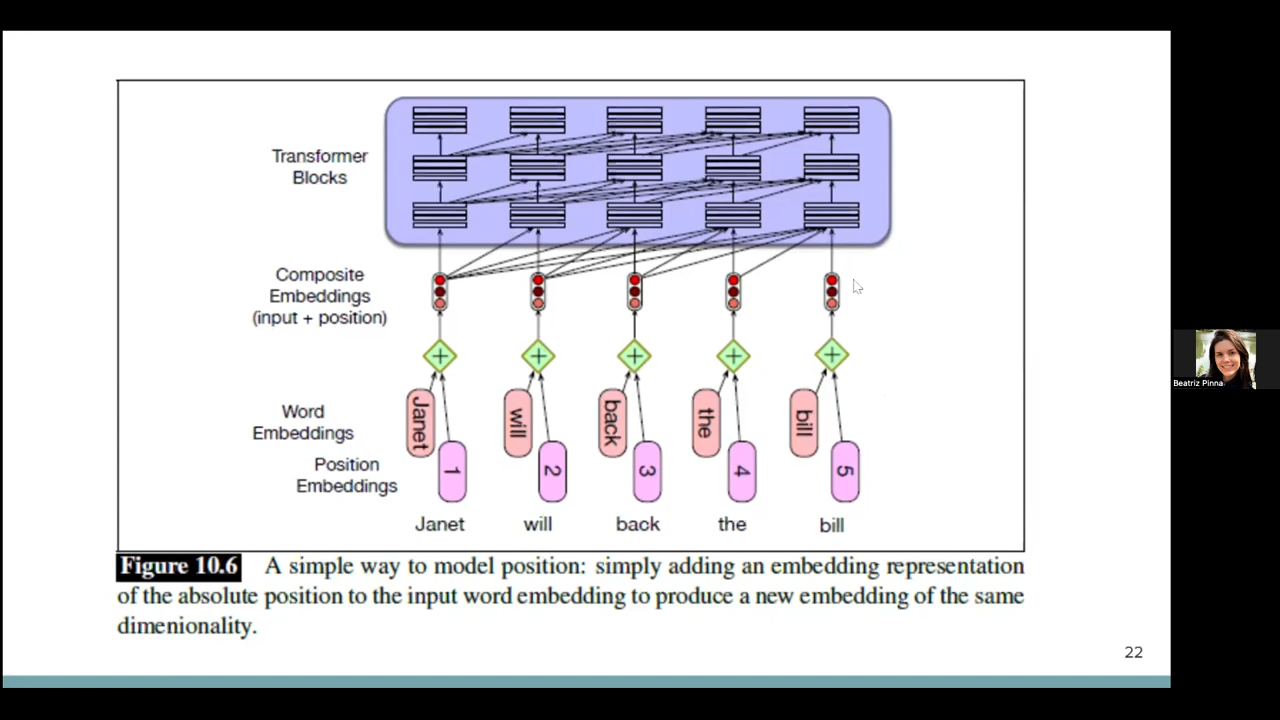 Transformer
Blocks
Composite
Embeddings
(input + position)
Word
Embeddings
Janet
will
back
the
bill
Position
Embeddings
1
2
3
4
5
Janet will back the bill
Figure 10.6 A simple way to model position: simply adding an embedding representation
of the absolute position to the input word embedding to produce a new embedding of the same
dimenionality.
22
Beatriz Pinna